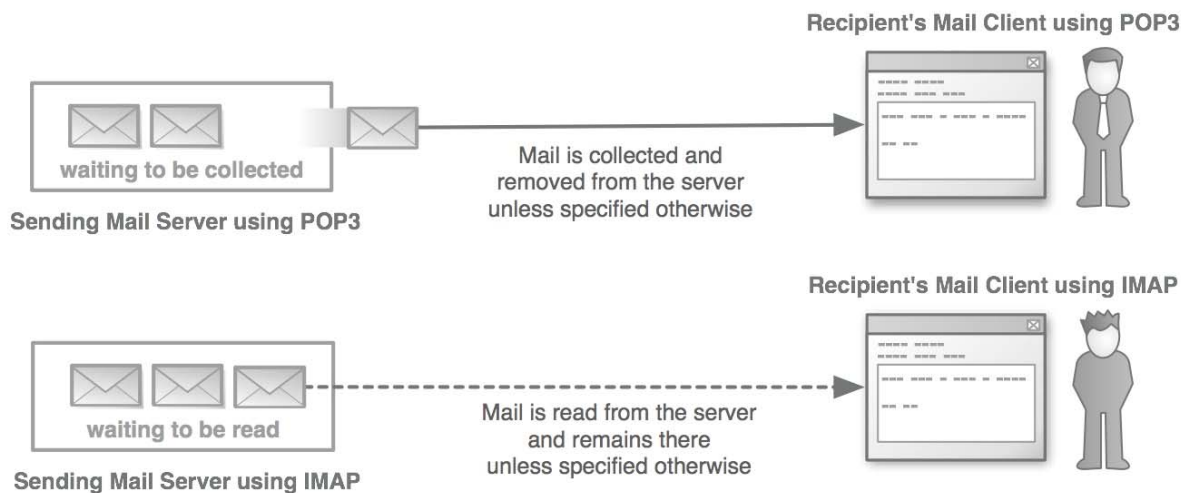 Recipient's Mail Client using POP3
waiting to be collected
Mail is collected and
removed from the server
unless specified otherwise
Sending Mail Server using POP3
Recipient's Mail Client using IMAP
waiting to be read
Mail is read from the server
and remains there
unless specified otherwise
Sending Mail Server using IMAP